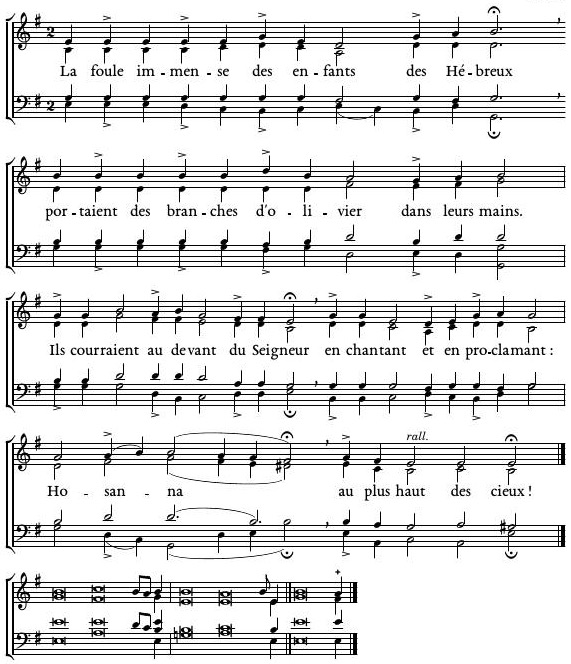 La foule im - men - se des en - fants des Hé - breux
por - taient des bran - ches d'o - li - vier dans leurs mains.
Ils courraient au devant du Seigneur en chantant et en proclamant :
rall.
Ho - san - na au plus haut des cieux !